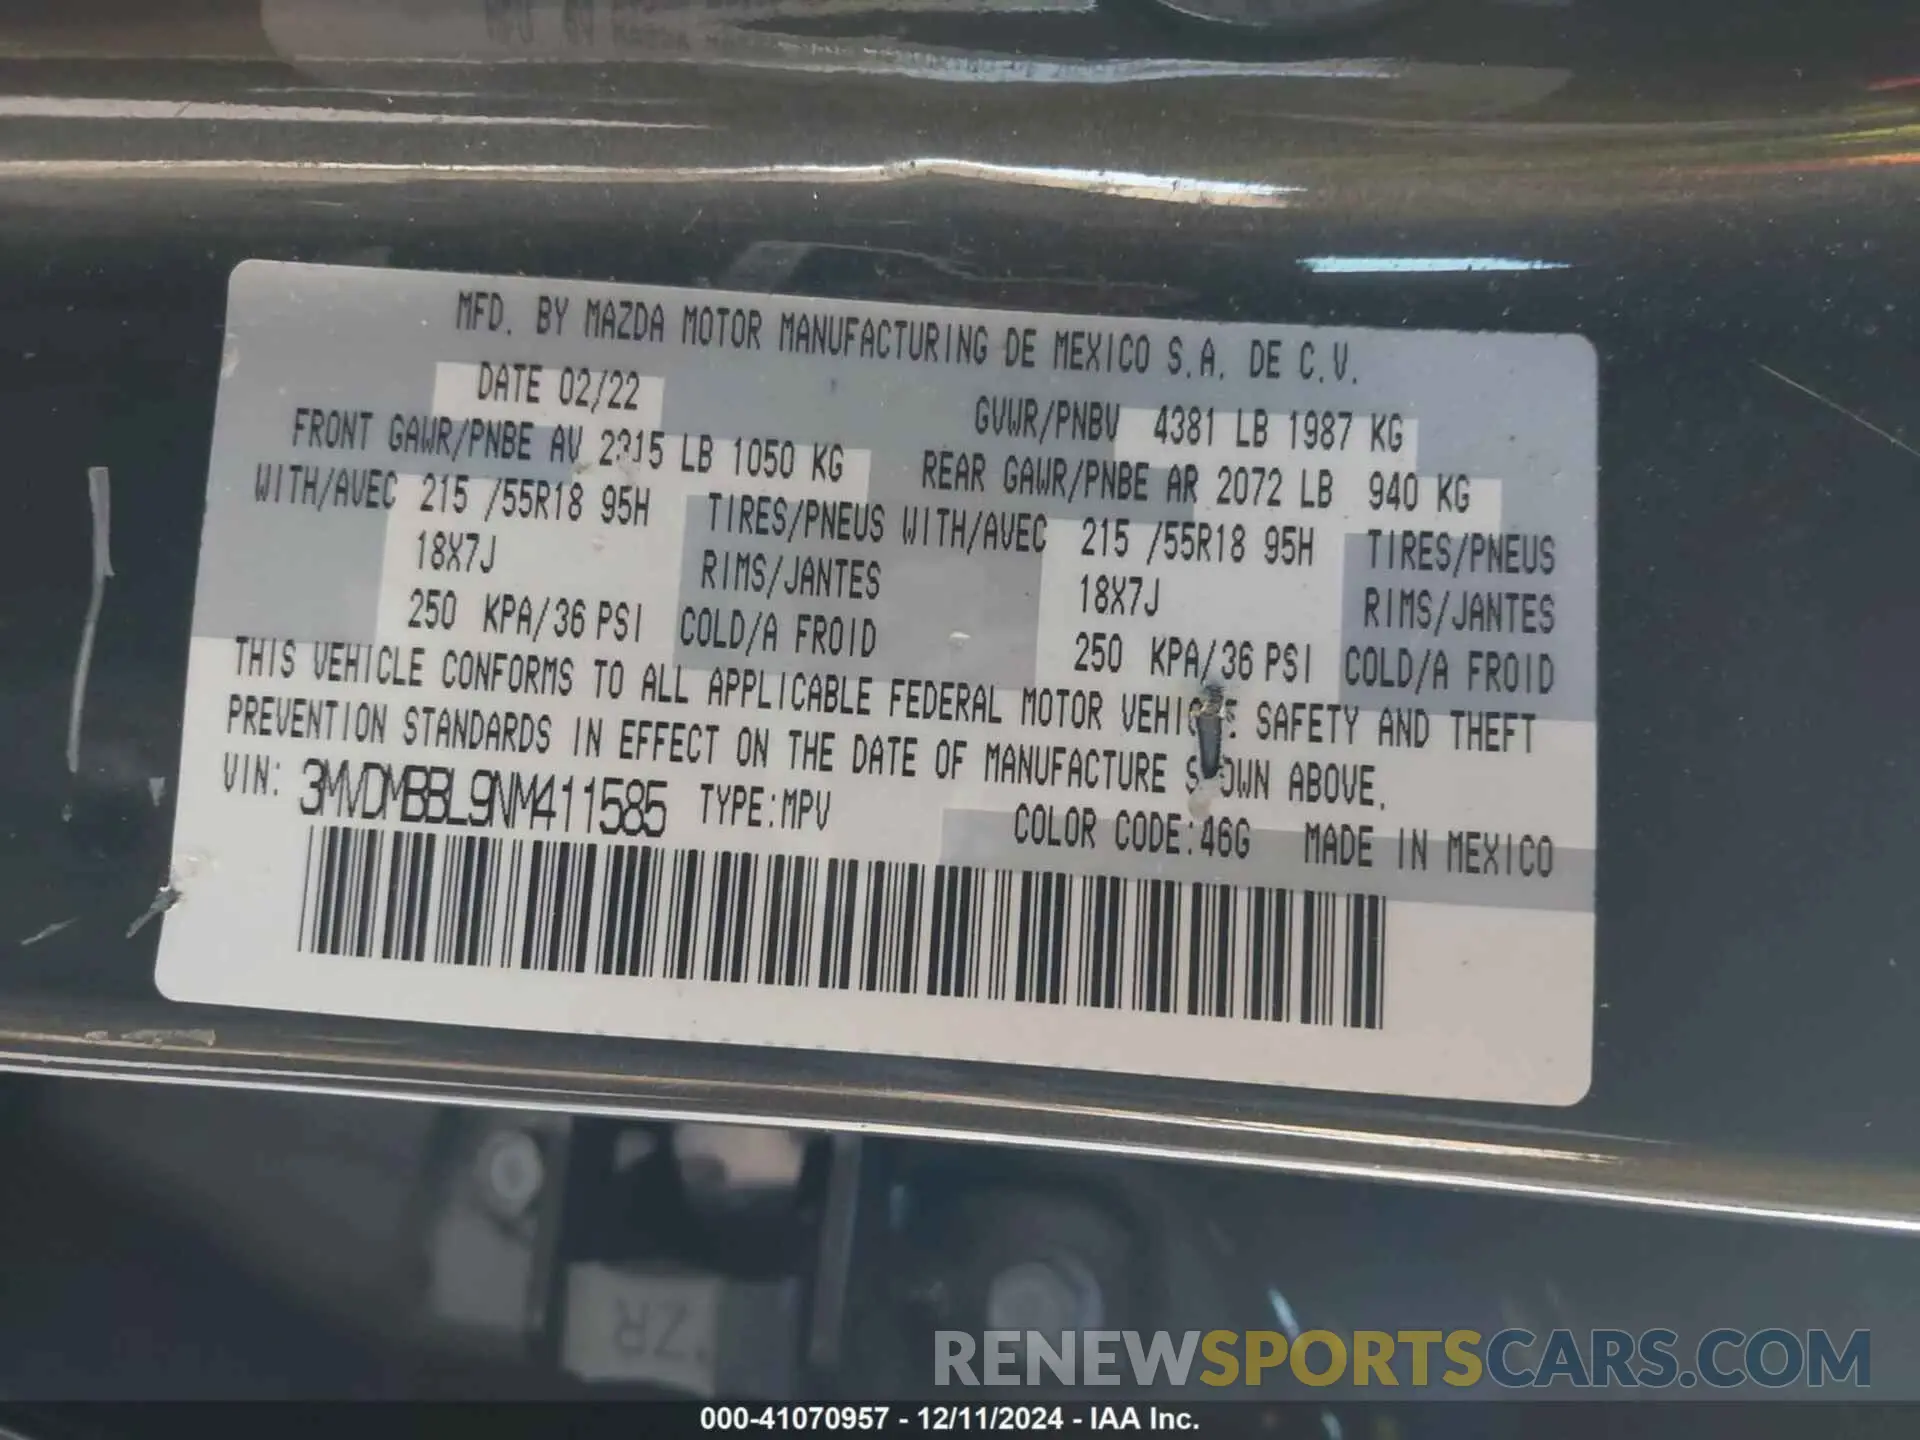 MFD. BY MAZDA MOTOR MANUFACTURING DE MEXICO S.A. DE C.V.
DATE 02/22 GVWR/PNBV 4381 LB 1987 KG
FRONT GAWR/PNBE AV 2315 LB 1050 KG REAR GAWR/PNBE AR 2072 LB 940 KG
WITH/AVEC 215 /55R18 95H TIRES/PNEUS WITH/AVEC 215 /55R18 95H TIRES/PNEUS
18X7J RIMS/JANTES 18X7J RIMS/JANTES
250 KPA/36 PSI COLD/A FROID 250 KPA/36 PSI COLD/A FROID
THIS VEHICLE CONFORMS TO ALL APPLICABLE FEDERAL MOTOR VEHICLE SAFETY AND THEFT
PREVENTION STANDARDS IN EFFECT ON THE DATE OF MANUFACTURE SHOWN ABOVE.
VIN: 3MVDMBBL9NM411585 TYPE:MPV COLOR CODE:46G MADE IN MEXICO
RENEWSPORTSCARS.COM
000-41070957 - 12/11/2024 - IAA Inc.